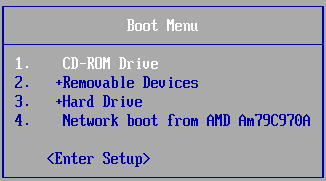 Boot Menu
1. CD-ROM Drive
2. +Removable Devices
3. +Hard Drive
4. Network boot from AMD Am79C970A
<Enter Setup>